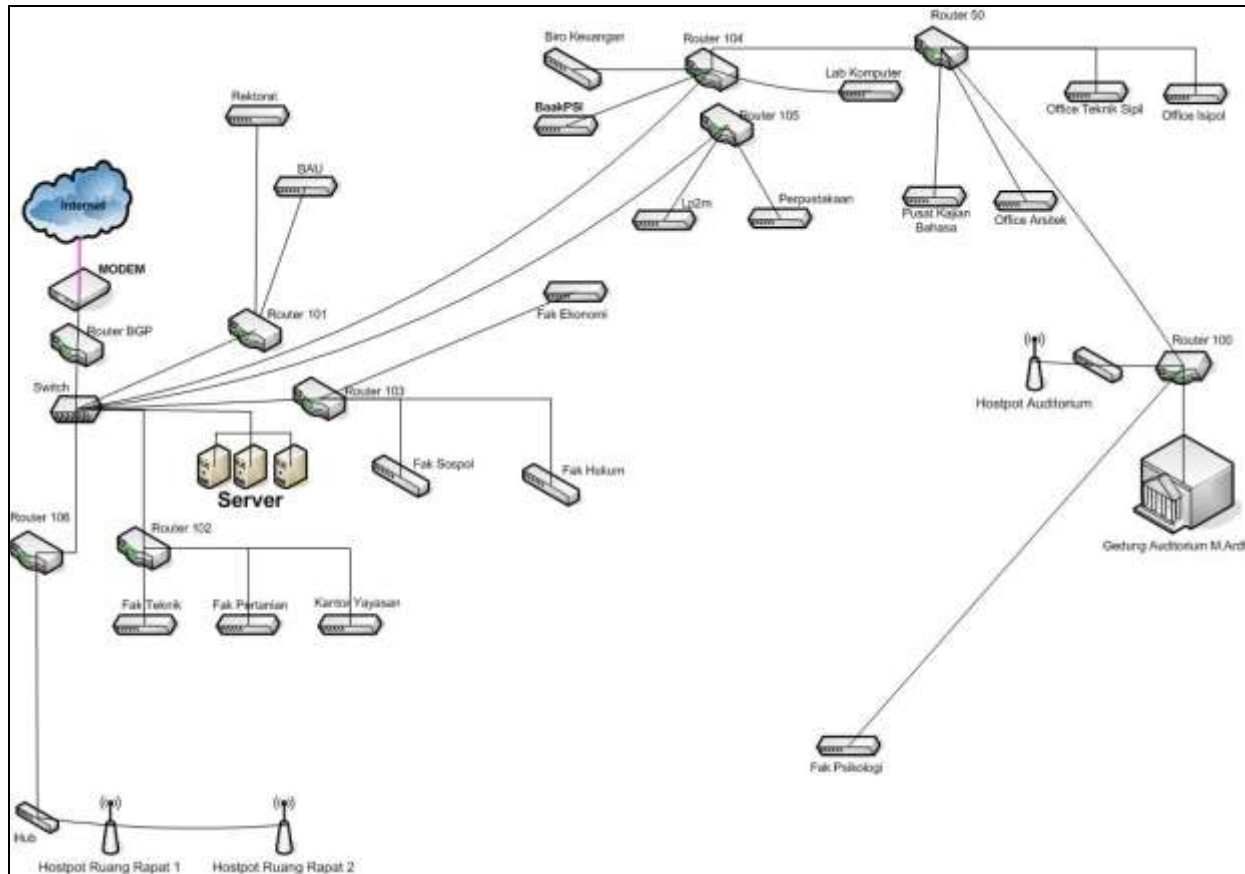 Router 50
Biro Keuangan
Router 104
Lab Komputer
Rektorat
BaakPSI
Router 105
Office Teknik Sipil
Office Isipol
BAU
Internet
Lp2m
Perpustakaan
Pusat Kajian
Bahasa
Office Arsitek
MODEM
Router 101
Fak Ekonomi
Router BGP
Router 100
Switch
Router 103
Hostpot Auditorium
Fak Sospol
Fak Hukum
Server
Router 106
Router 102
Gedung Auditorium M.Ardi
Fak Teknik
Fak Pertanian
Kantor Yayasan
Fak Psikologi
Hub
Hostpot Ruang Rapat 1
Hostpot Ruang Rapat 2